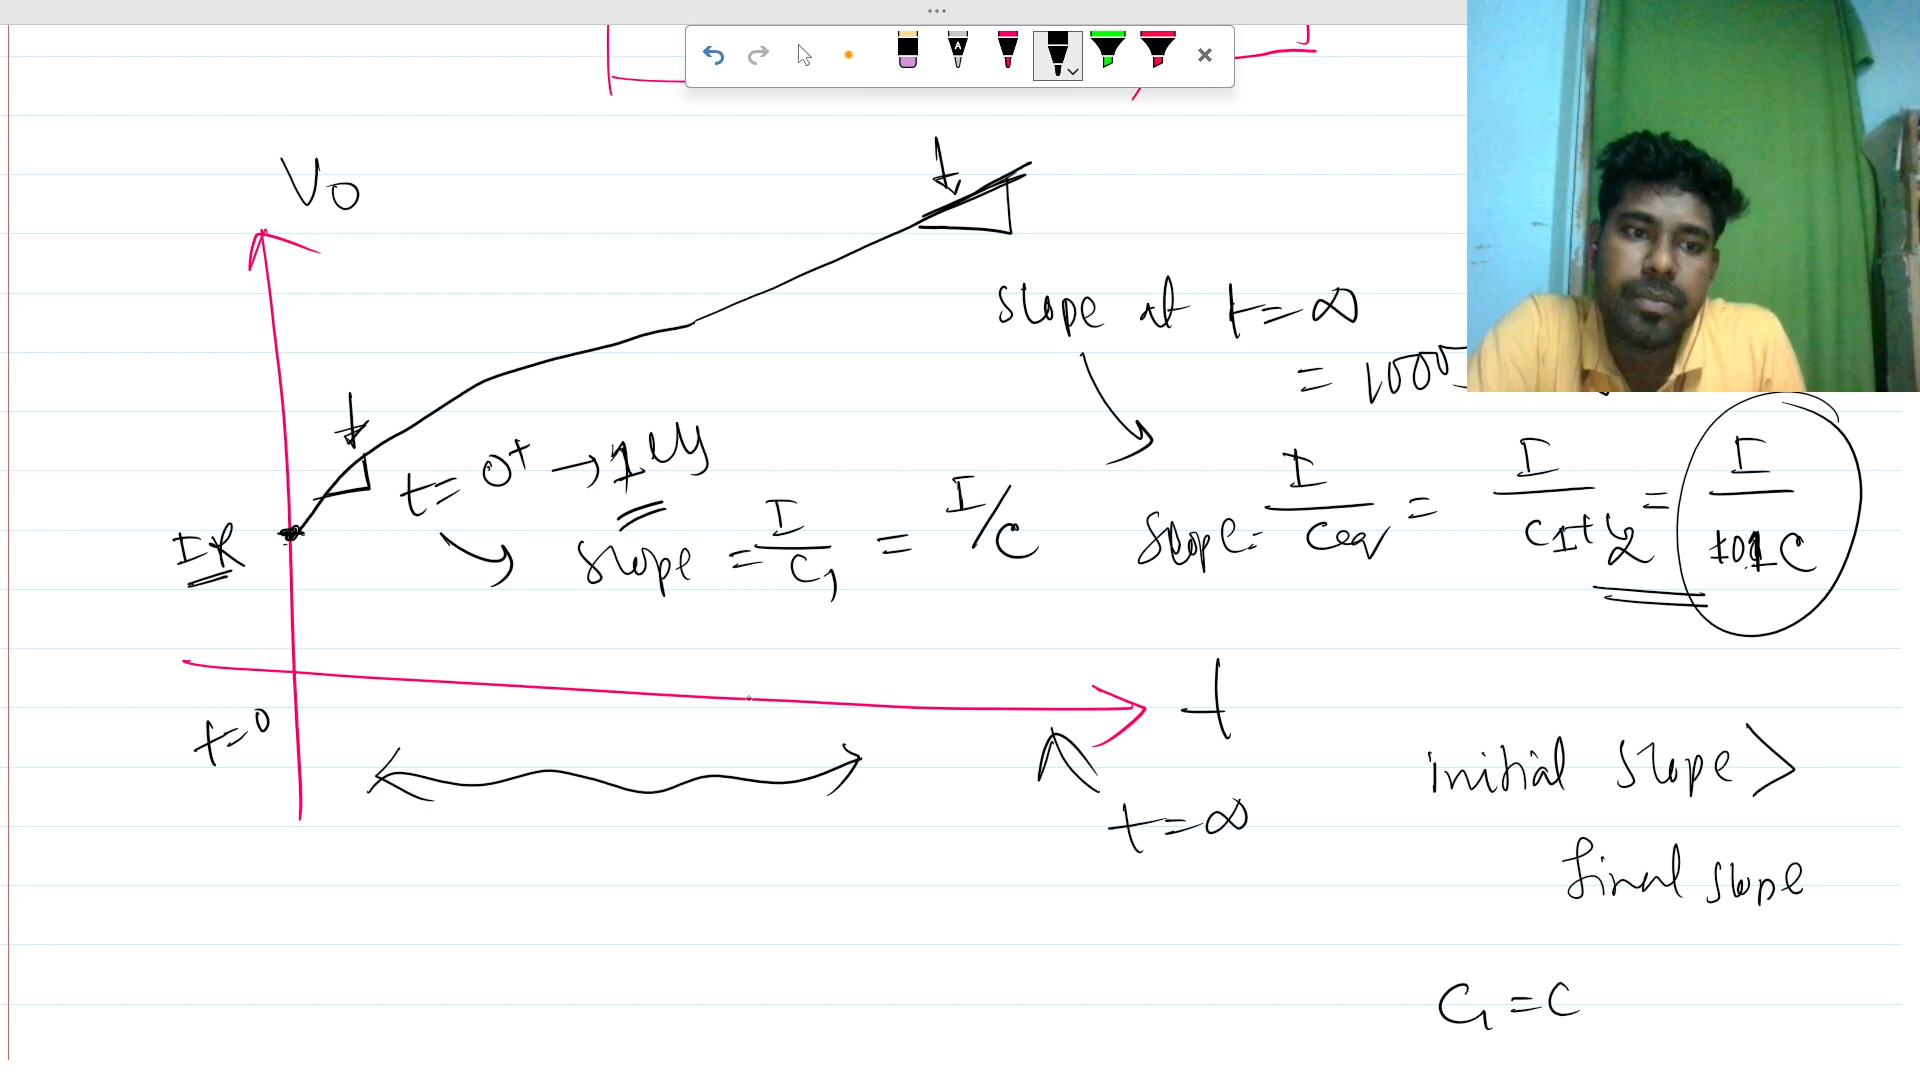 V0
slope at t=∞
= 1000
t= 0+ → 1
IR
slope = I/C1 = I/C
slope = I/Ceq = I/C1+C2 = I/101C
t
t=0
t=∞
initial slope >
final slope
C1 = C